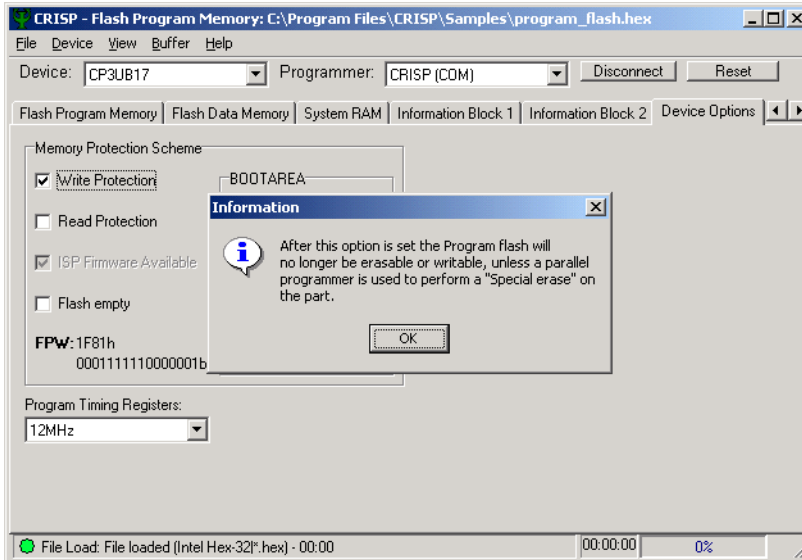 CRISP - Flash Program Memory: C:\Program Files\CRISP\Samples\program_flash.hex
File Device View Buffer Help
Device: CP3UB17 Programmer: CRISP (COM) Disconnect Reset
Flash Program Memory Flash Data Memory System RAM Information Block 1 Information Block 2 Device Options
Memory Protection Scheme
Write Protection
BOOTAREA
Read Protection
ISP Firmware Available
Flash empty
FPW: 1F81h
0001111110000001b
Information
After this option is set the Program flash will
no longer be erasable or writable, unless a parallel
programmer is used to perform a "Special erase" on
the part.
OK
Program Timing Registers:
12MHz
File Load: File loaded (Intel Hex-32|*.hex) - 00:00 00:00:00 0%